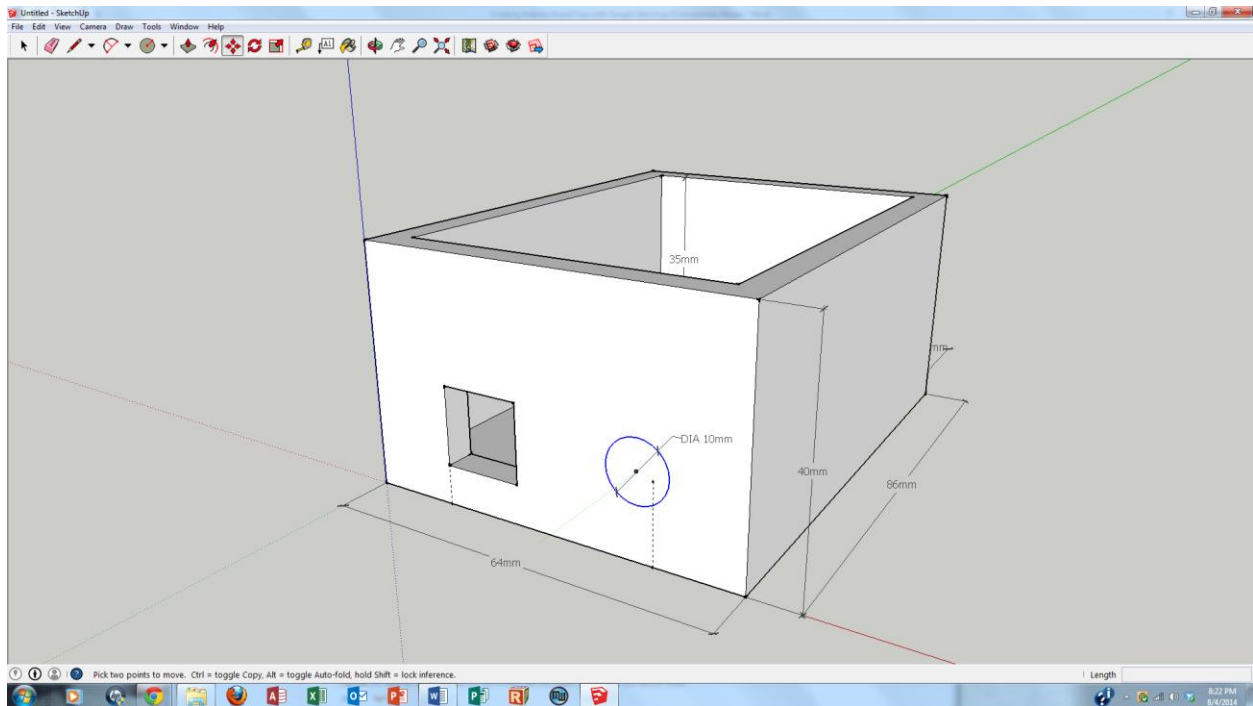 Untitled - SketchUp
File Edit View Camera Draw Tools Window Help
A1
35mm
mm
DIA 10mm
40mm
86mm
64mm
Pick two points to move. Ctrl = toggle Copy, Alt = toggle Auto-fold, hold Shift = lock inference.
Length
8:22 PM
8/4/2014